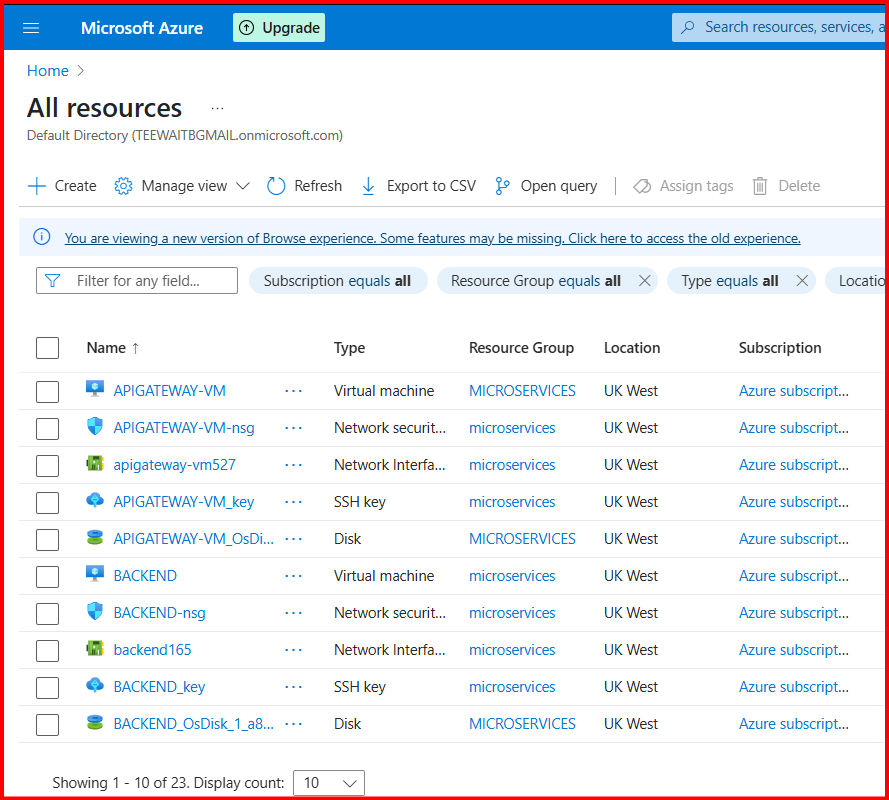 Microsoft Azure Upgrade Search resources, services, a
Home
All resources ...
Default Directory (TEEWAITBGMAIL.onmicrosoft.com)
Create Manage view Refresh Export to CSV Open query Assign tags Delete
You are viewing a new version of Browse experience. Some features may be missing. Click here to access the old experience.
Filter for any field... Subscription equals all Resource Group equals all Type equals all Locatio
Name ↑ Type Resource Group Location Subscription
APIGATEWAY-VM ... Virtual machine MICROSERVICES UK West Azure subscript...
APIGATEWAY-VM-nsg ... Network securit... microservices UK West Azure subscript...
apigateway-vm527 ... Network Interfa... microservices UK West Azure subscript...
APIGATEWAY-VM_key ... SSH key microservices UK West Azure subscript...
APIGATEWAY-VM_OsDi... ... Disk MICROSERVICES UK West Azure subscript...
BACKEND ... Virtual machine microservices UK West Azure subscript...
BACKEND-nsg ... Network securit... microservices UK West Azure subscript...
backend165 ... Network Interfa... microservices UK West Azure subscript...
BACKEND_key ... SSH key microservices UK West Azure subscript...
BACKEND_OsDisk_1_a8... ... Disk MICROSERVICES UK West Azure subscript...
Showing 1 - 10 of 23. Display count: 10